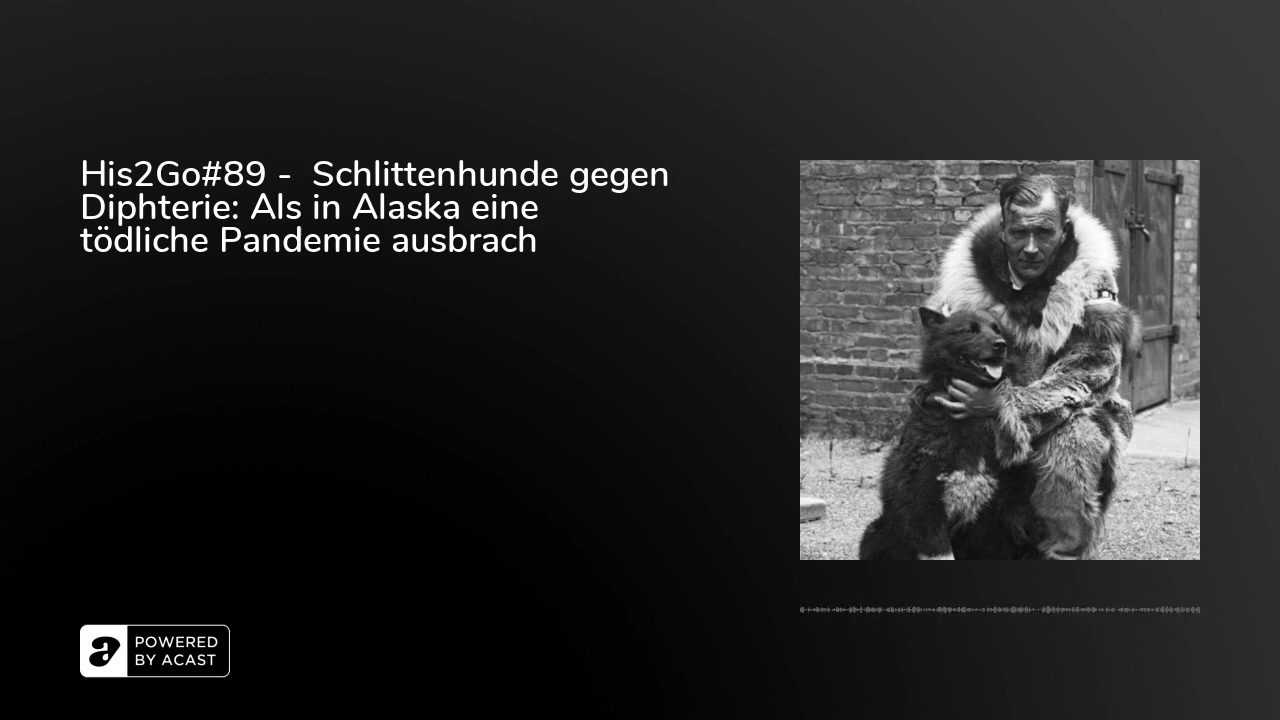 His2Go#89 -  Schlittenhunde gegen
Diphterie: Als in Alaska eine
tödliche Pandemie ausbrach
a POWERED
BY ACAST